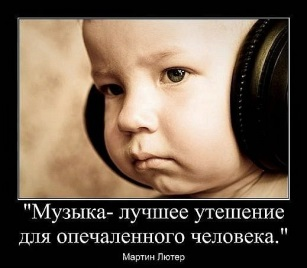 "Музыка- лучшее утешение
для опечаленного человека."
Мартин Лютер